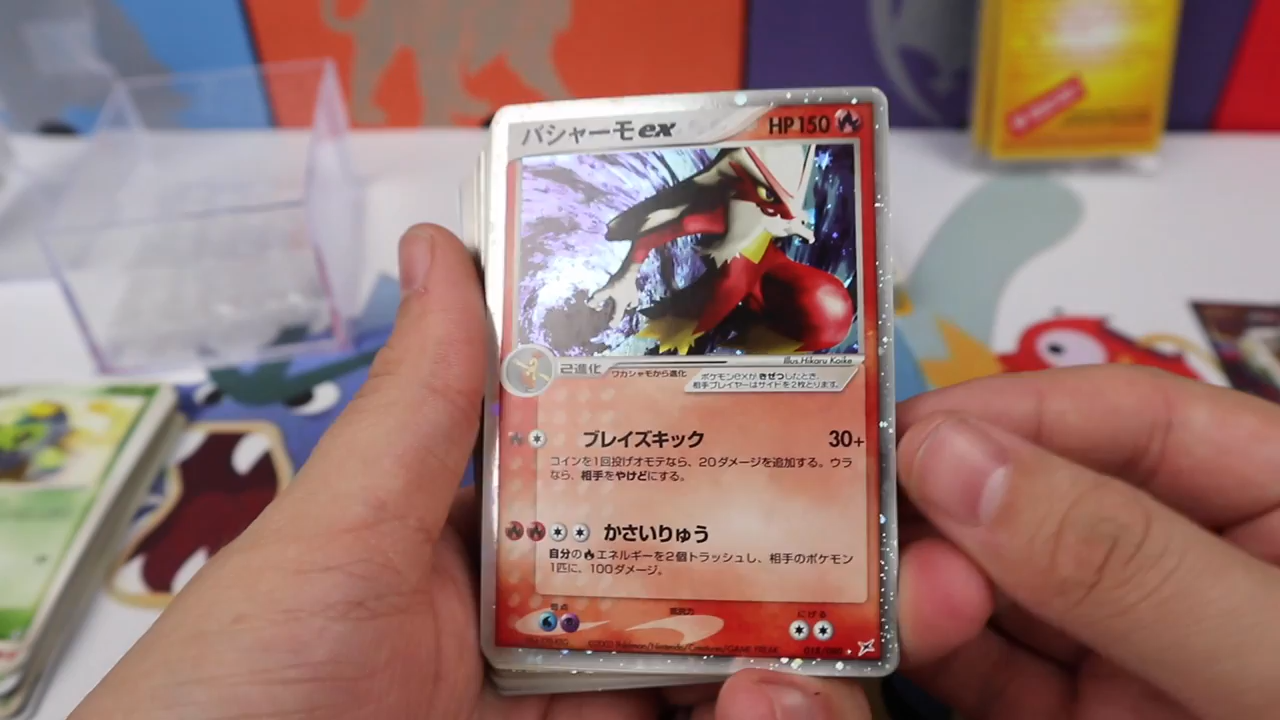 バシャーモex HP150
Illus.Hikaru Koike
2進化 ワカシャモから進化
ポケモンexがきぜつしたとき、
相手プレイヤーはサイドを2枚とります。
ブレイズキック 30+
コインを1回投げオモテなら、20ダメージを追加する。ウラ
なら、相手をやけどにする。
かさいりゅう
自分の エネルギーを2個トラッシュし、相手のポケモン
1匹に、100ダメージ。
弱点 抵抗力 にげる
Pokémon/Nintendo/Creatures/GAME FREAK
018/080